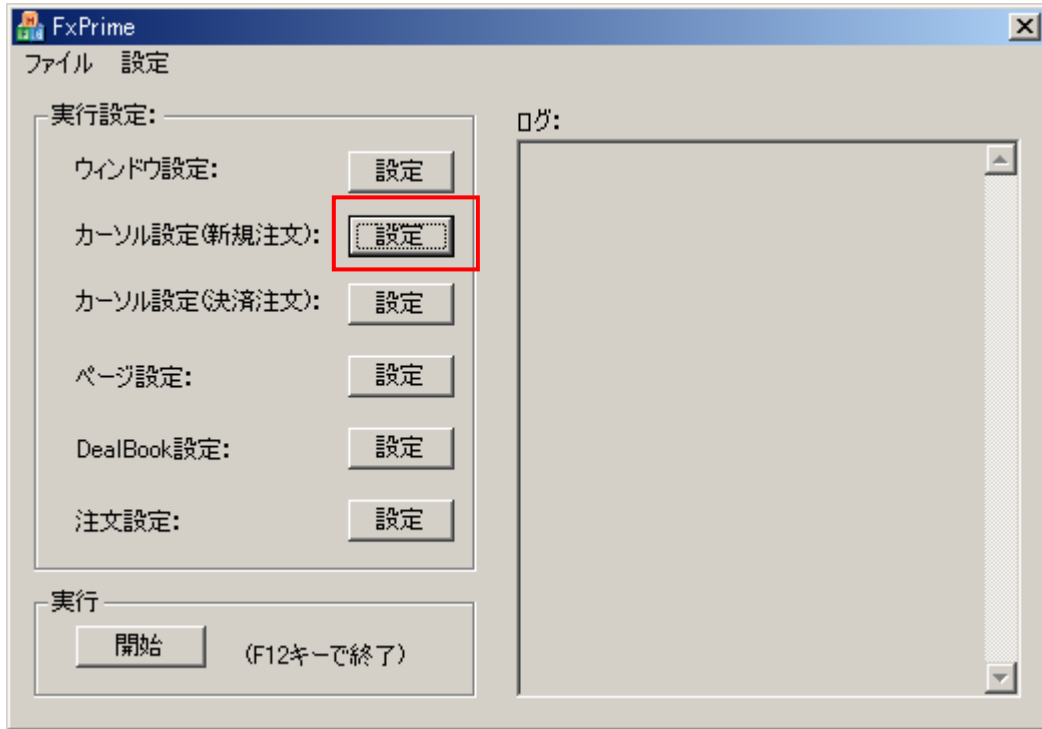 FxPrime
ファイル 設定
実行設定:
ウィンドウ設定: 設定
カーソル設定(新規注文): 設定
カーソル設定(決済注文): 設定
ページ設定: 設定
DealBook設定: 設定
注文設定: 設定
実行
開始 (F12キーで終了)
ログ: